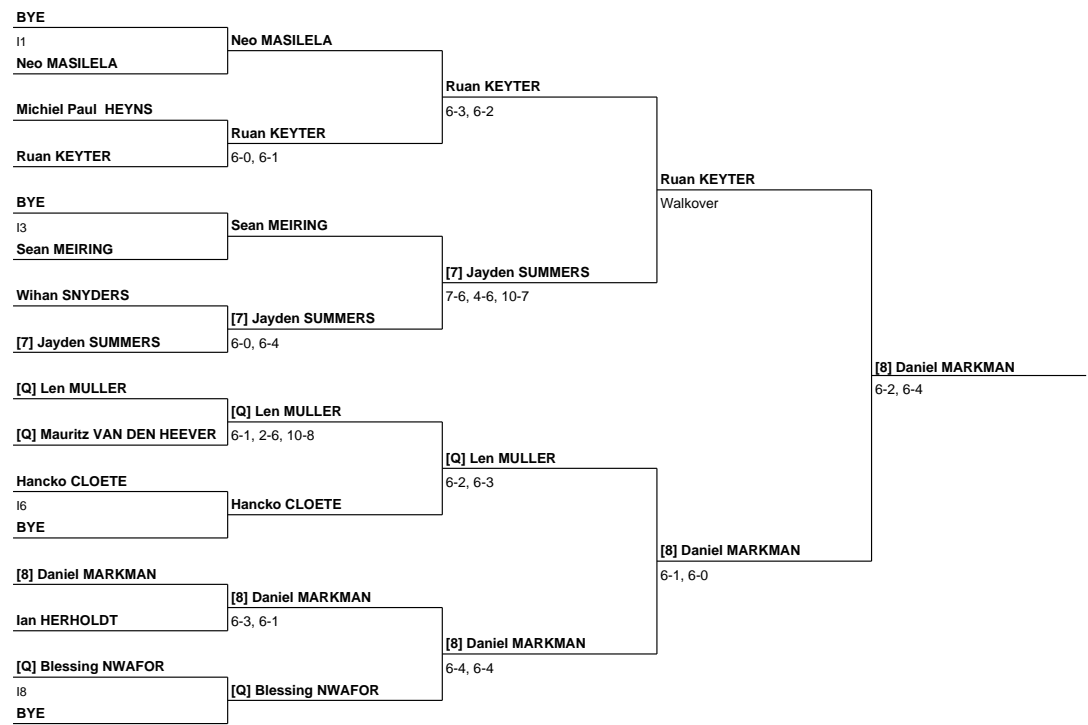 BYE
I1
Neo MASILELA
Michiel Paul  HEYNS
Ruan KEYTER
BYE
I3
Sean MEIRING
Wihan SNYDERS
[7] Jayden SUMMERS
[Q] Len MULLER
[Q] Mauritz VAN DEN HEEVER
Hancko CLOETE
I6
BYE
[8] Daniel MARKMAN
Ian HERHOLDT
[Q] Blessing NWAFOR
I8
BYE
Neo MASILELA
Ruan KEYTER
6-0, 6-1
Sean MEIRING
[7] Jayden SUMMERS
6-0, 6-4
[Q] Len MULLER
6-1, 2-6, 10-8
Hancko CLOETE
[8] Daniel MARKMAN
6-3, 6-1
[Q] Blessing NWAFOR
Ruan KEYTER
6-3, 6-2
[7] Jayden SUMMERS
7-6, 4-6, 10-7
[Q] Len MULLER
6-2, 6-3
[8] Daniel MARKMAN
6-4, 6-4
Ruan KEYTER
Walkover
[8] Daniel MARKMAN
6-1, 6-0
[8] Daniel MARKMAN
6-2, 6-4